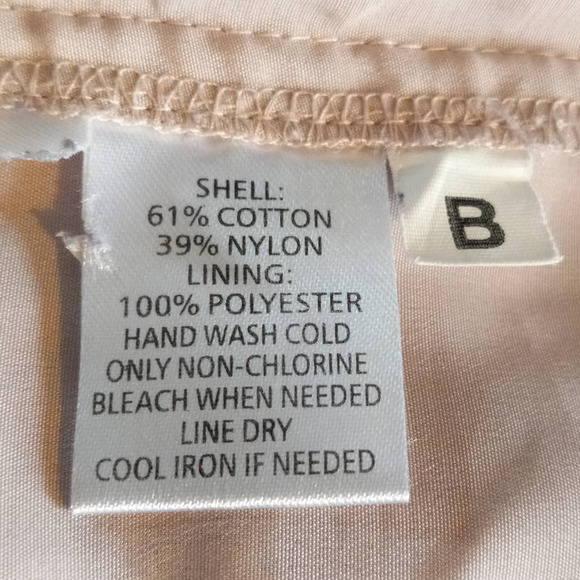 SHELL:
61% COTTON
39% NYLON
LINING:
100% POLYESTER
HAND WASH COLD
ONLY NON-CHLORINE
BLEACH WHEN NEEDED
LINE DRY
COOL IRON IF NEEDED
B